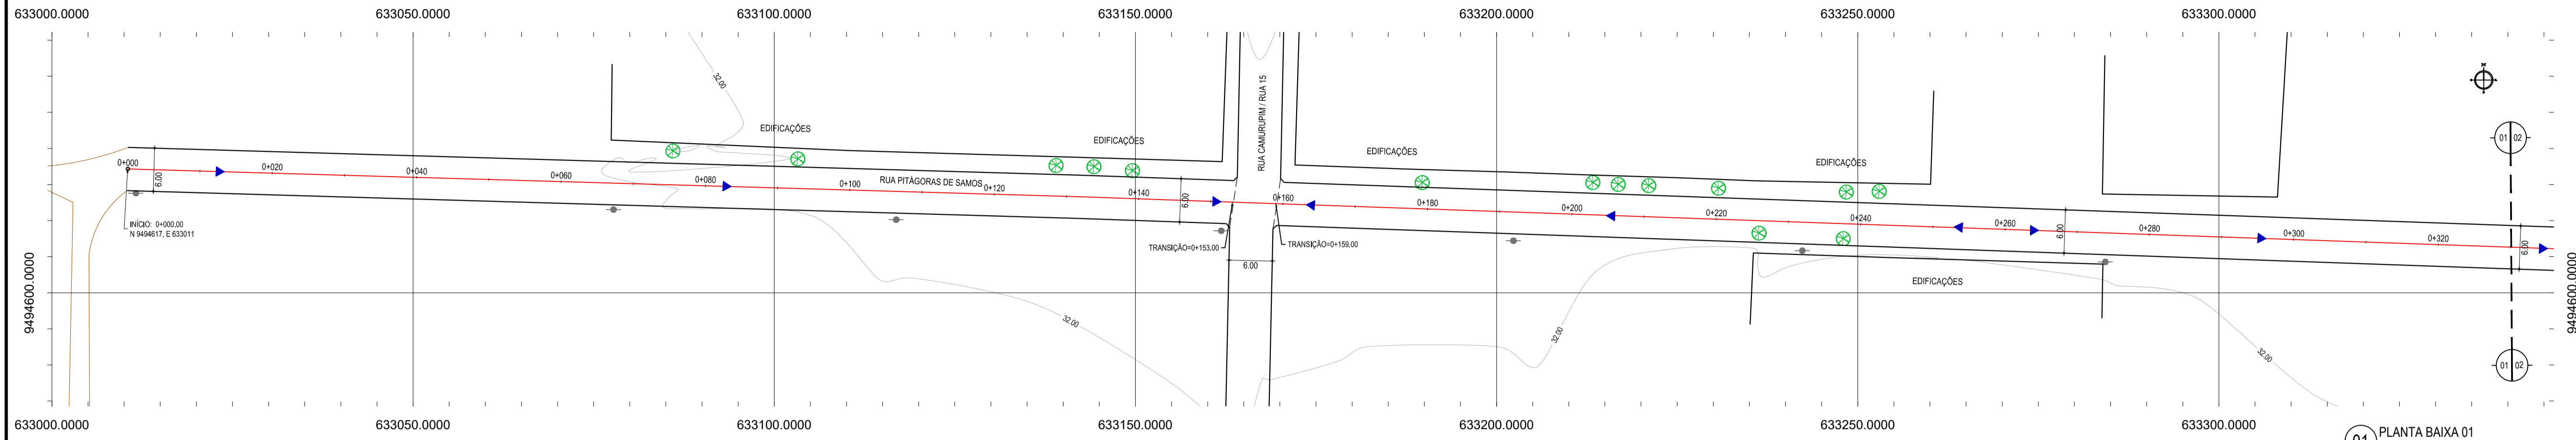 633000.0000 633050.0000 633100.0000 633150.0000 633200.0000 633250.0000 633300.0000
N
32.00
RUA CAMURUPIM / RUA 15
EDIFICAÇÕES
EDIFICAÇÕES
EDIFICAÇÕES
EDIFICAÇÕES
01 02
0+000
0+020
0+040
0+060
0+080
0+100
0+120
0+140
0+160
0+180
0+200
0+220
0+240
0+260
0+280
0+300
0+320
RUA PITÁGORAS DE SAMOS
6.00
6.00
6.00
6.00
INÍCIO: 0+000.00
N 9494617, E 633011
TRANSIÇÃO=0+153.00
TRANSIÇÃO=0+159.00
6.00
EDIFICAÇÕES
9494600.0000
9494600.0000
32.00
32.00
32.00
01 02
633000.0000 633050.0000 633100.0000 633150.0000 633200.0000 633250.0000 633300.0000
01
PLANTA BAIXA 01